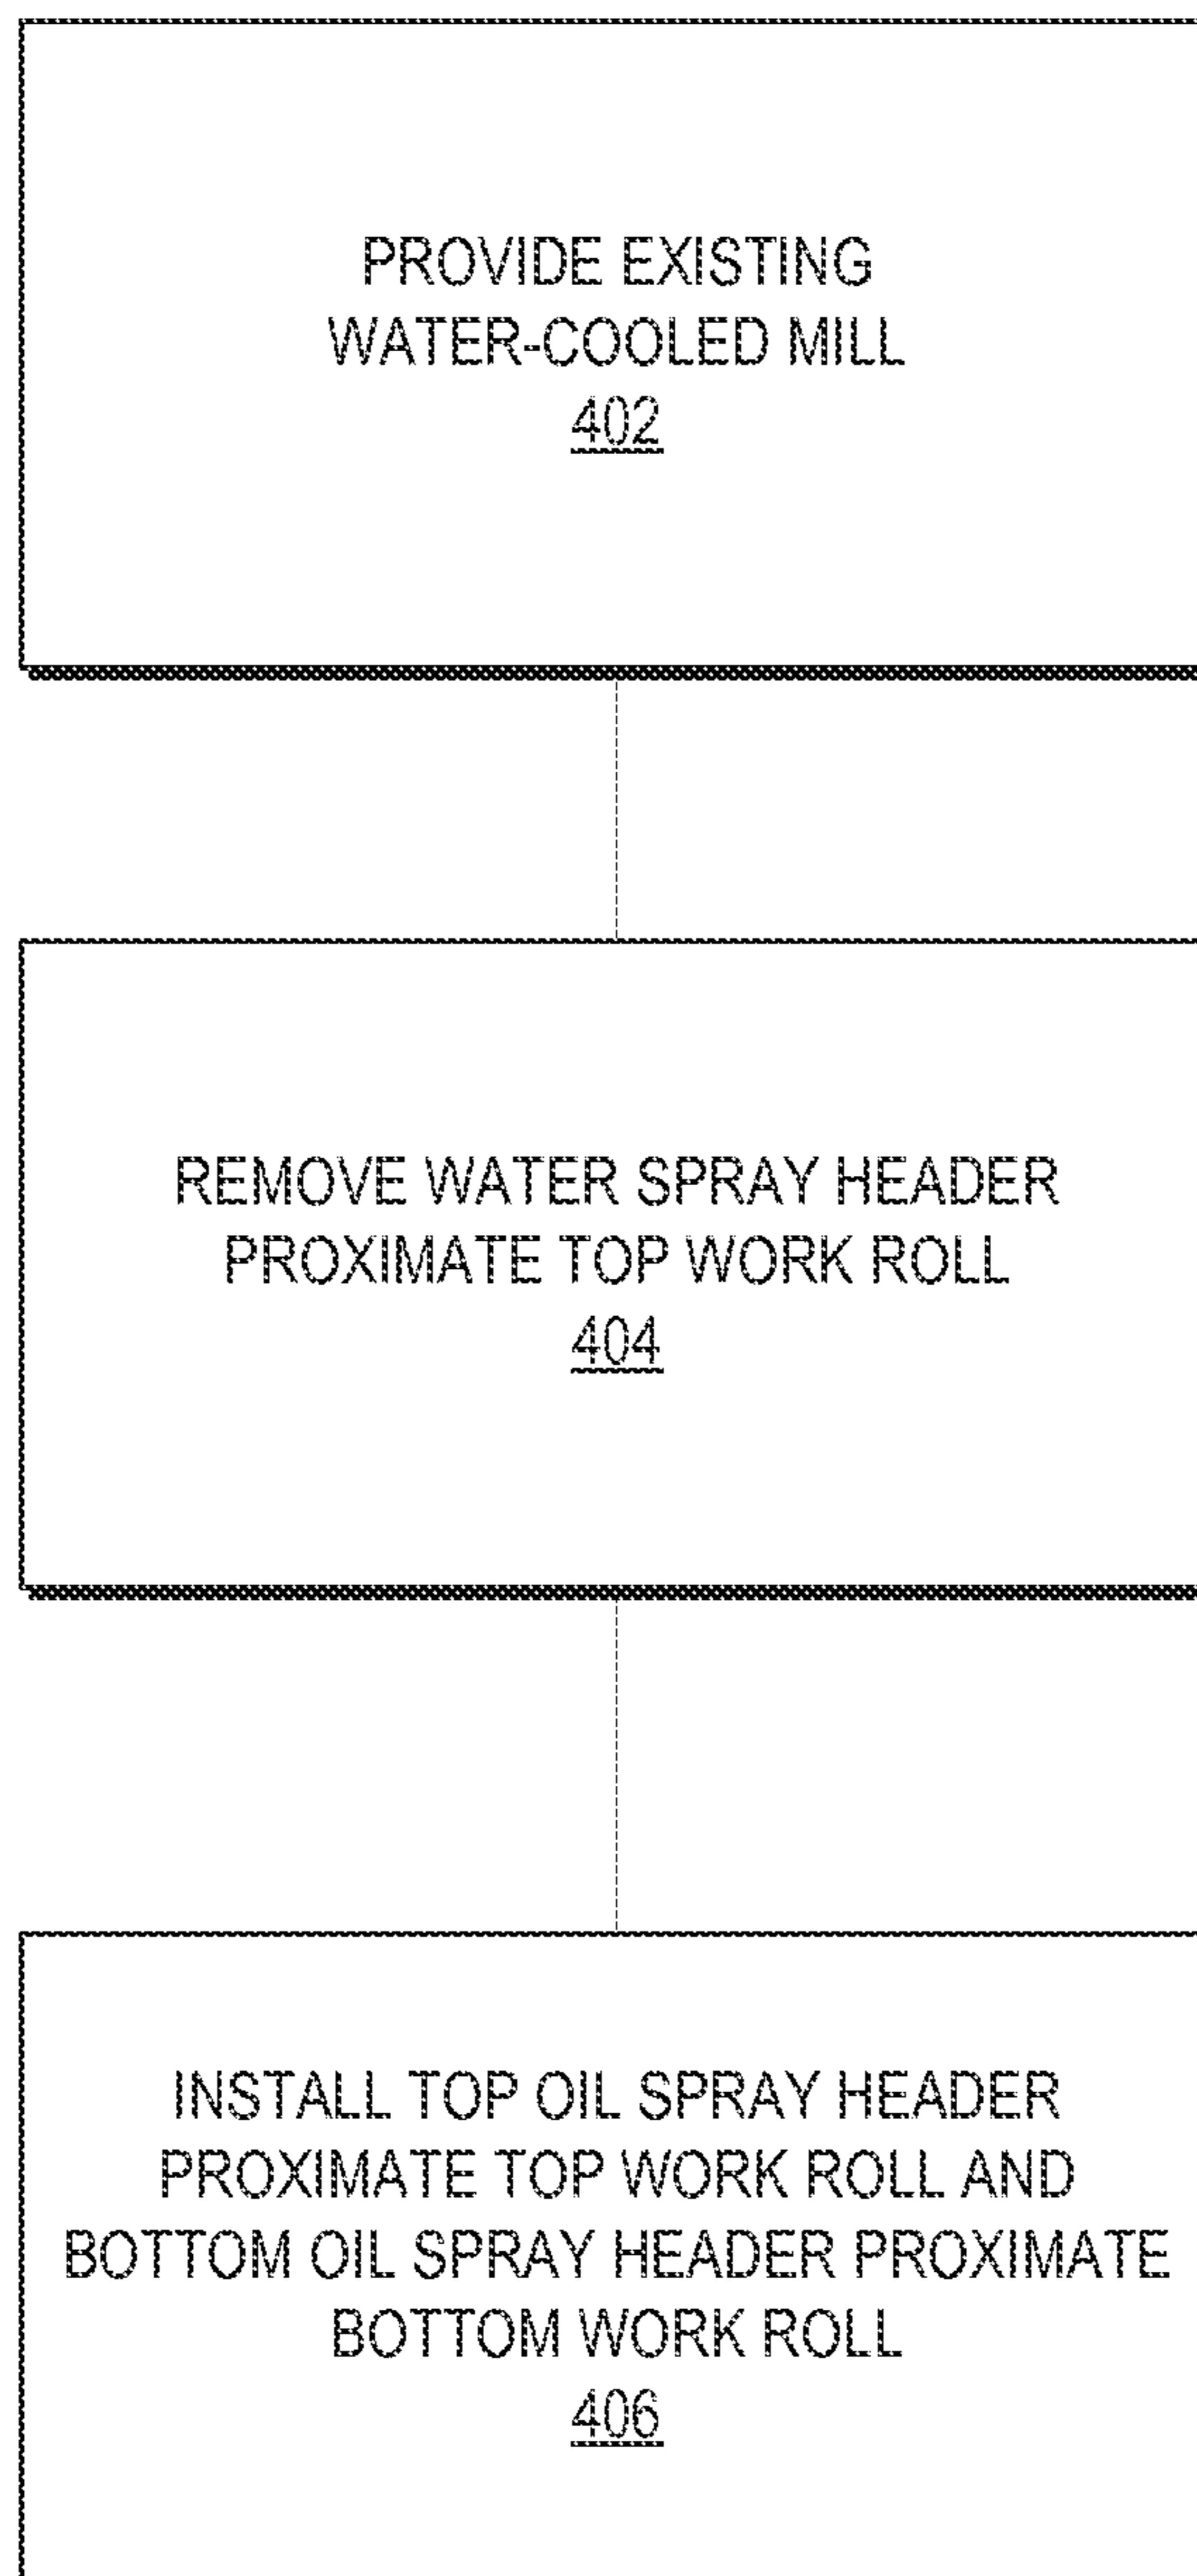 PROVIDE EXISTING
WATER-COOLED MILL
402
REMOVE WATER SPRAY HEADER
PROXIMATE TOP WORK ROLL
404
INSTALL TOP OIL SPRAY HEADER
PROXIMATE TOP WORK ROLL AND
BOTTOM OIL SPRAY HEADER PROXIMATE
BOTTOM WORK ROLL
406